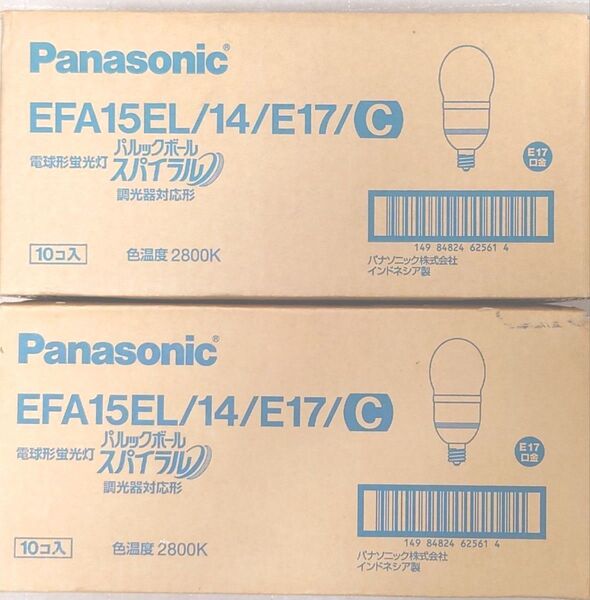 Panasonic®
EFA15EL/14/E17/C
電球形蛍光灯 パルックボール スパイラル
調光器対応形
E17 口金
149 84824 62561 4
10コ入 色温度 2800K
パナソニック株式会社
インドネシア製
Panasonic®
EFA15EL/14/E17/C
電球形蛍光灯 パルックボール スパイラル
調光器対応形
E17 口金
149 84824 62561 4
10コ入 色温度 2800K
パナソニック株式会社
インドネシア製